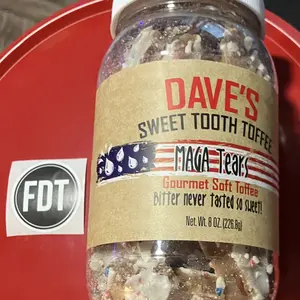 DAVE'S
SWEET TOOTH TOFFEE
MAGA Tears
Gourmet Soft Toffee
Bitter never tasted so sweet!
Net. Wt. 8 OZ. (226.8g)
FDT